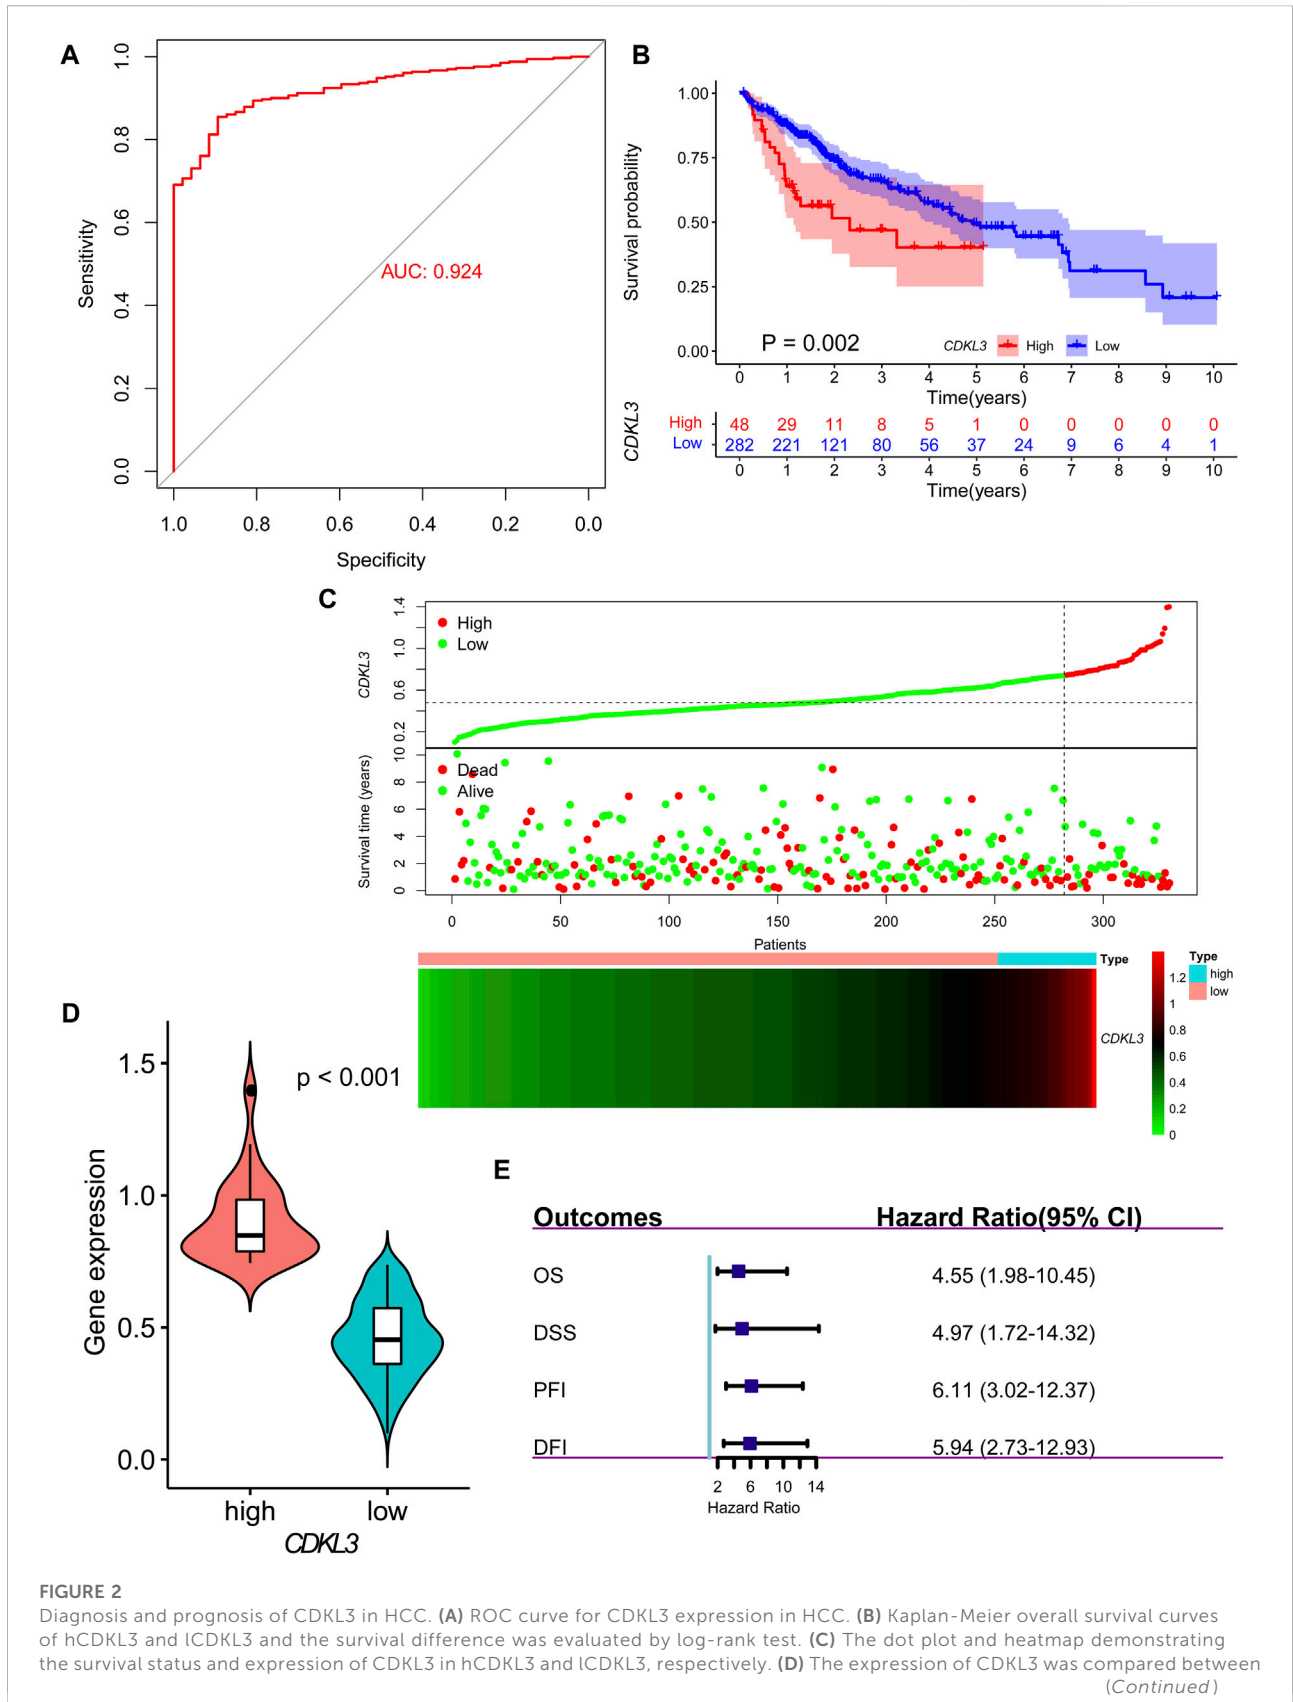 A
1.0
0.8
0.6
0.4
0.2
0.0
Sensitivity
AUC: 0.924
1.0 0.8 0.6 0.4 0.2 0.0
Specificity
B
1.00
0.75
0.50
0.25
0.00
Survival probability
P = 0.002
CDKL3 High Low
0 1 2 3 4 5 6 7 8 9 10
Time(years)
CDKL3
High 48 29 11 8 5 1 0 0 0 0 0
Low 282 221 121 80 56 37 24 9 6 4 1
0 1 2 3 4 5 6 7 8 9 10
Time(years)
C
1.4
1.0
0.6
0.2
CDKL3
High
Low
10
8
6
4
2
0
Survival time (years)
Dead
Alive
0 50 100 150 200 250 300
Patients
Type
CDKL3
1.2
1
0.8
0.6
0.4
0.2
0
Type
high
low
D
1.5
1.0
0.5
0.0
Gene expression
p < 0.001
high low
CDKL3
E
Outcomes Hazard Ratio(95% CI)
OS 4.55 (1.98-10.45)
DSS 4.97 (1.72-14.32)
PFI 6.11 (3.02-12.37)
DFI 5.94 (2.73-12.93)
2 6 10 14
Hazard Ratio
FIGURE 2
Diagnosis and prognosis of CDKL3 in HCC. (A) ROC curve for CDKL3 expression in HCC. (B) Kaplan-Meier overall survival curves
of hCDKL3 and lCDKL3 and the survival difference was evaluated by log-rank test. (C) The dot plot and heatmap demonstrating
the survival status and expression of CDKL3 in hCDKL3 and lCDKL3, respectively. (D) The expression of CDKL3 was compared between
(Continued)